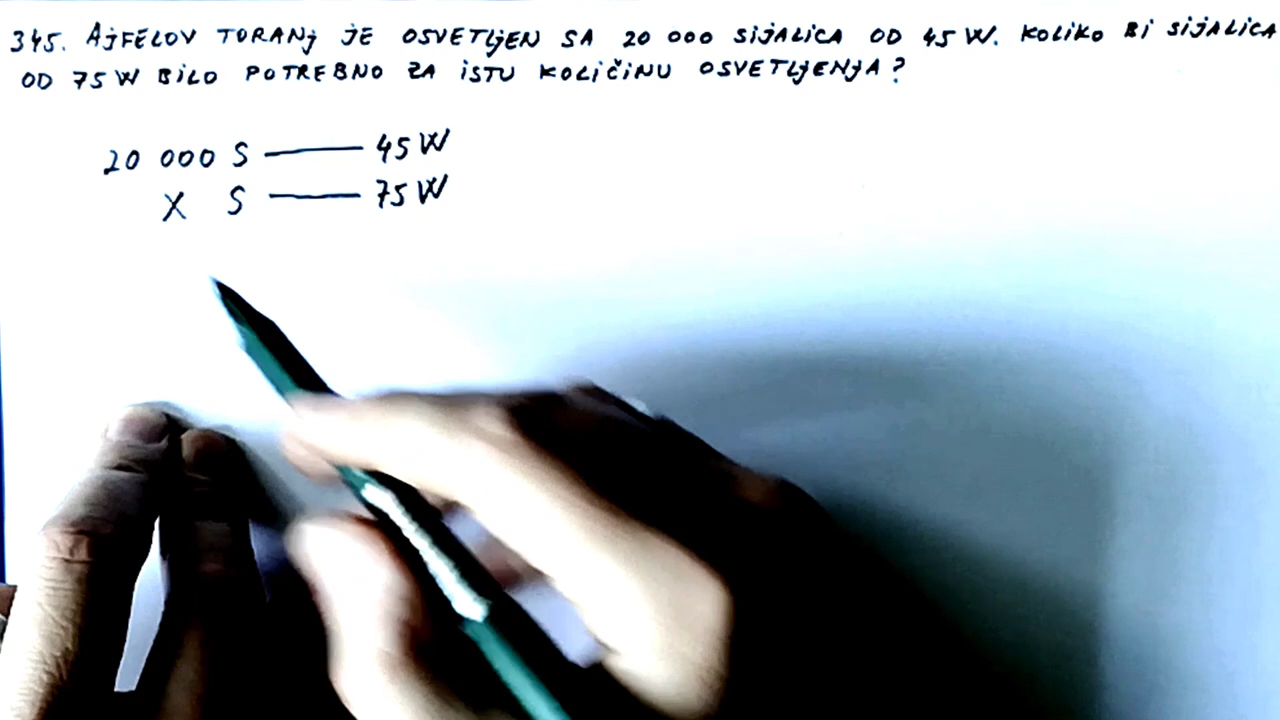 345. AjFELOV TORANj JE OSVETLjEN SA 20 000 SIJALICA OD 45 W. KOLIKO BI SIJALICA
OD 75 W BILO POTREBNO ZA ISTU KOLIČINU OSVETLjENjA?
20 000 S —— 45 W
X S —— 75 W